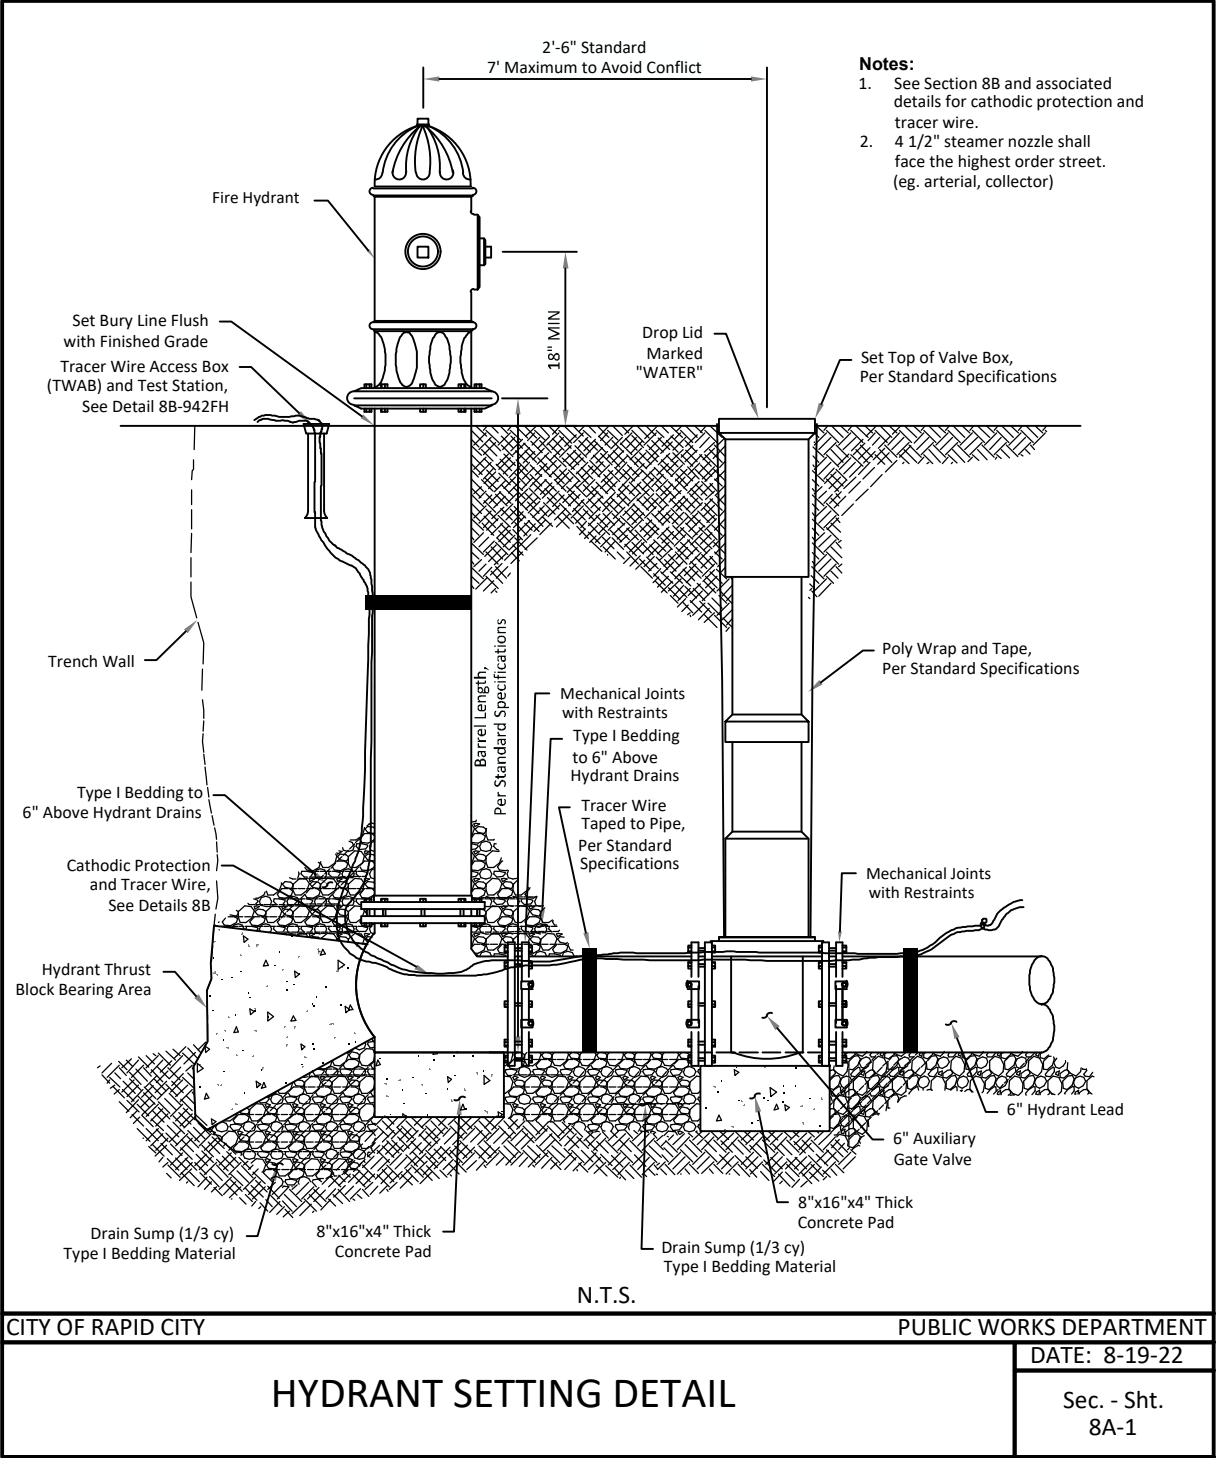 2'-6" Standard
7' Maximum to Avoid Conflict
Notes:
1. See Section 8B and associated
details for cathodic protection and
tracer wire.
2. 4 1/2" steamer nozzle shall
face the highest order street.
(eg. arterial, collector)
Fire Hydrant
18" MIN
Set Bury Line Flush
with Finished Grade
Tracer Wire Access Box
(TWAB) and Test Station,
See Detail 8B-942FH
Drop Lid
Marked
"WATER"
Set Top of Valve Box,
Per Standard Specifications
Trench Wall
Barrel Length,
Per Standard Specifications
Poly Wrap and Tape,
Per Standard Specifications
Mechanical Joints
with Restraints
Type I Bedding
to 6" Above
Hydrant Drains
Tracer Wire
Taped to Pipe,
Per Standard
Specifications
Type I Bedding to
6" Above Hydrant Drains
Cathodic Protection
and Tracer Wire,
See Details 8B
Mechanical Joints
with Restraints
Hydrant Thrust
Block Bearing Area
6" Hydrant Lead
6" Auxiliary
Gate Valve
8"x16"x4" Thick
Concrete Pad
Drain Sump (1/3 cy)
Type I Bedding Material
8"x16"x4" Thick
Concrete Pad
Drain Sump (1/3 cy)
Type I Bedding Material
N.T.S.
CITY OF RAPID CITY
PUBLIC WORKS DEPARTMENT
HYDRANT SETTING DETAIL
DATE: 8-19-22
Sec. - Sht.
8A-1